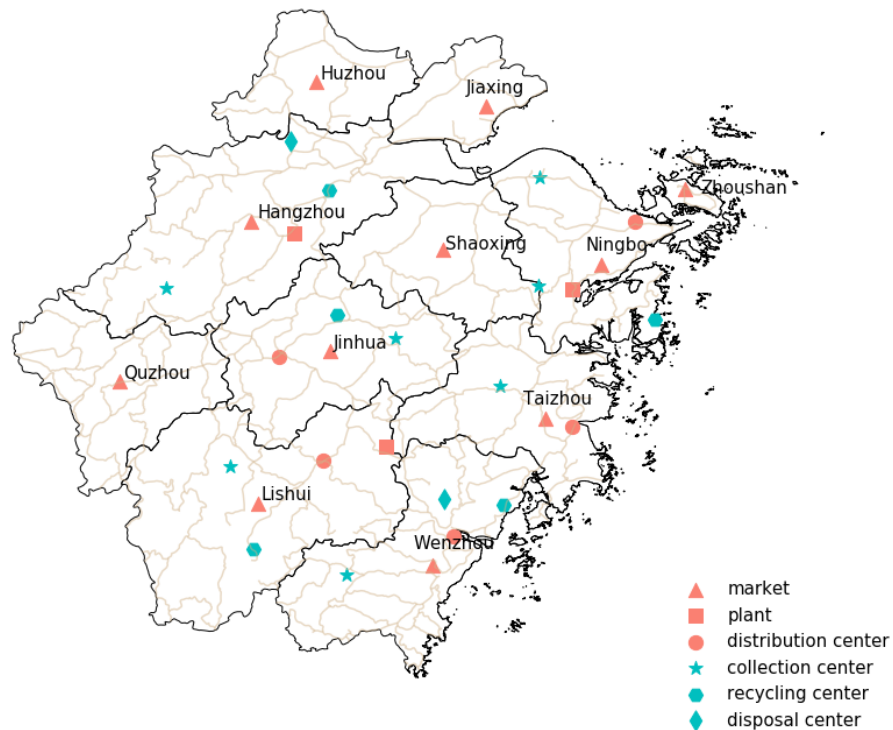 Huzhou
Jiaxing
Zhoushan
Hangzhou
Shaoxing
Ningbo
Jinhua
Quzhou
Taizhou
Lishui
Wenzhou
market
plant
distribution center
collection center
recycling center
disposal center